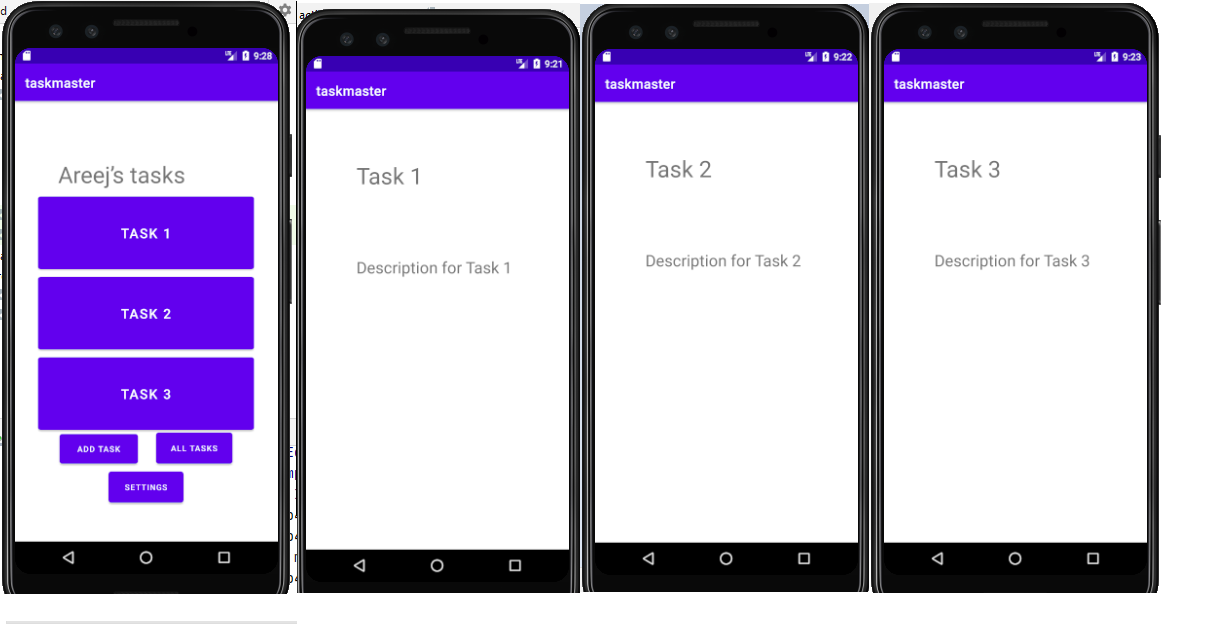 9:28
taskmaster
Areej's tasks
TASK 1
TASK 2
TASK 3
ADD TASK
ALL TASKS
SETTINGS
9:21
taskmaster
Task 1
Description for Task 1
9:22
taskmaster
Task 2
Description for Task 2
9:23
taskmaster
Task 3
Description for Task 3